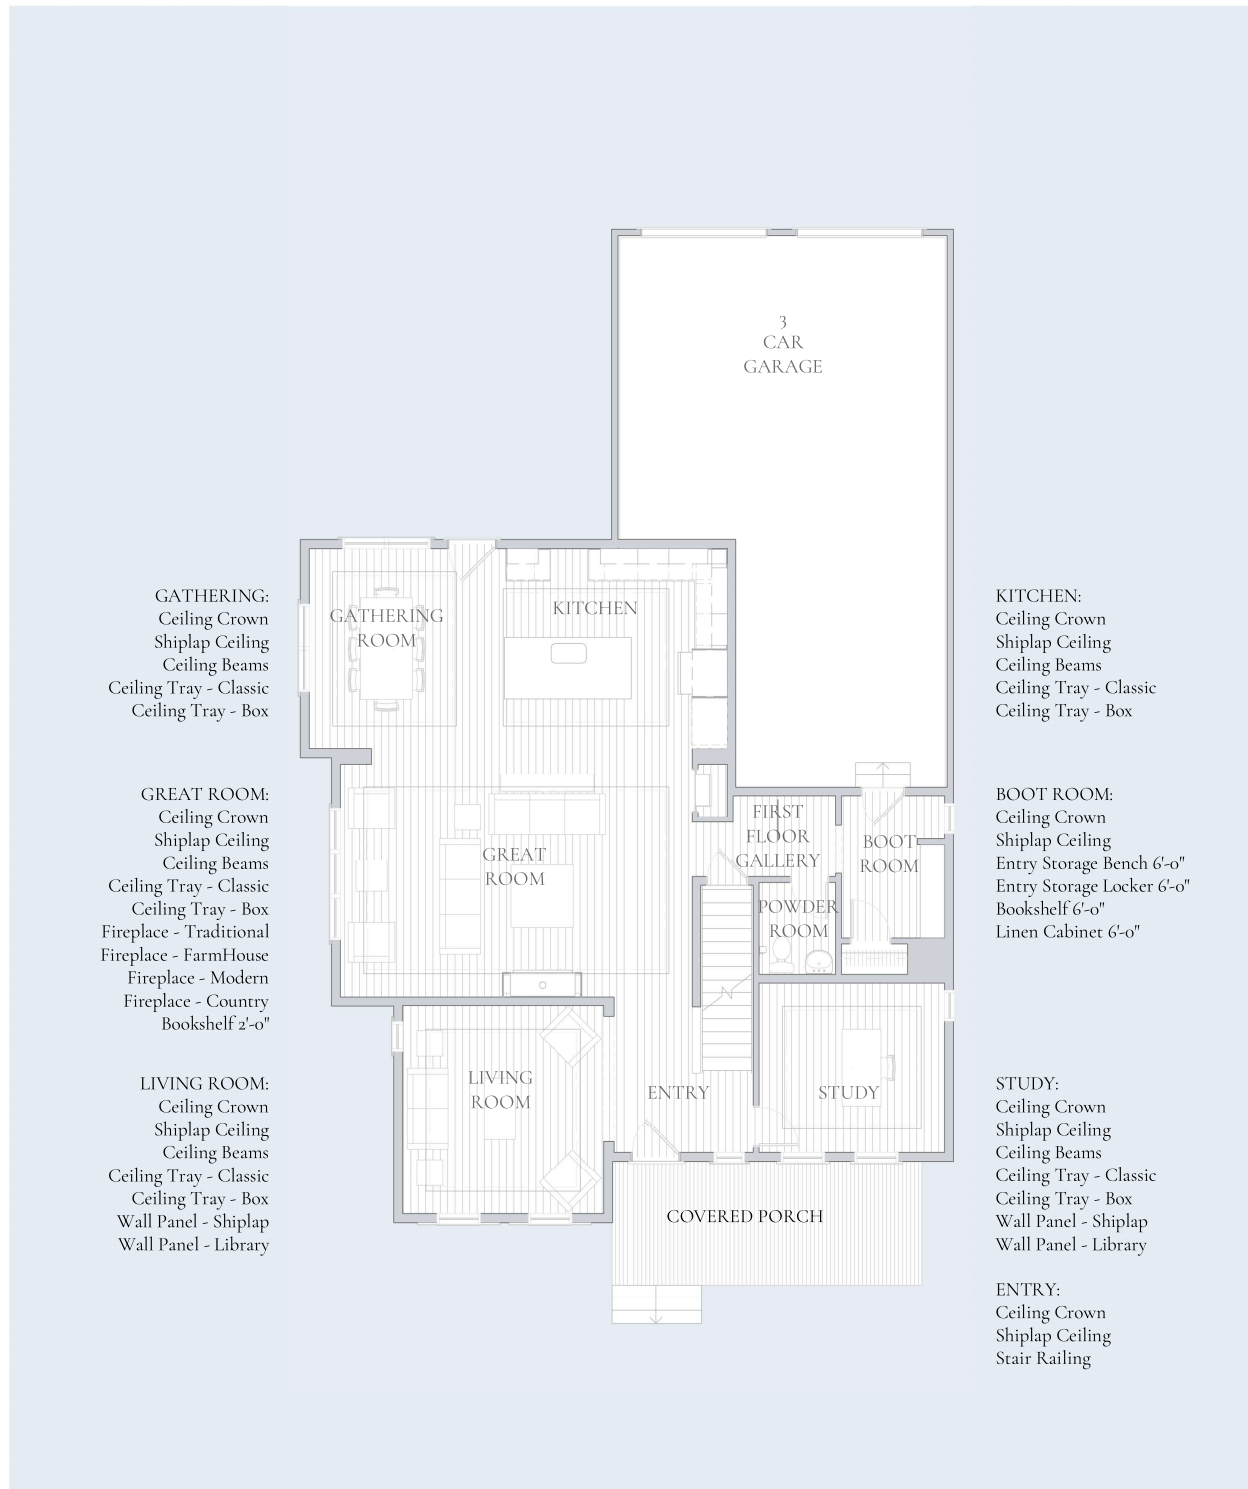 3
CAR
GARAGE
GATHERING:
Ceiling Crown
Shiplap Ceiling
Ceiling Beams
Ceiling Tray - Classic
Ceiling Tray - Box
GATHERING
ROOM
KITCHEN
KITCHEN:
Ceiling Crown
Shiplap Ceiling
Ceiling Beams
Ceiling Tray - Classic
Ceiling Tray - Box
GREAT ROOM:
Ceiling Crown
Shiplap Ceiling
Ceiling Beams
Ceiling Tray - Classic
Ceiling Tray - Box
Fireplace - Traditional
Fireplace - FarmHouse
Fireplace - Modern
Fireplace - Country
Bookshelf 2'-0"
GREAT
ROOM
FIRST
FLOOR
GALLERY
BOOT
ROOM
POWDER
ROOM
BOOT ROOM:
Ceiling Crown
Shiplap Ceiling
Entry Storage Bench 6'-0"
Entry Storage Locker 6'-0"
Bookshelf 6'-0"
Linen Cabinet 6'-0"
LIVING ROOM:
Ceiling Crown
Shiplap Ceiling
Ceiling Beams
Ceiling Tray - Classic
Ceiling Tray - Box
Wall Panel - Shiplap
Wall Panel - Library
LIVING
ROOM
ENTRY
STUDY
COVERED PORCH
STUDY:
Ceiling Crown
Shiplap Ceiling
Ceiling Beams
Ceiling Tray - Classic
Ceiling Tray - Box
Wall Panel - Shiplap
Wall Panel - Library
ENTRY:
Ceiling Crown
Shiplap Ceiling
Stair Railing